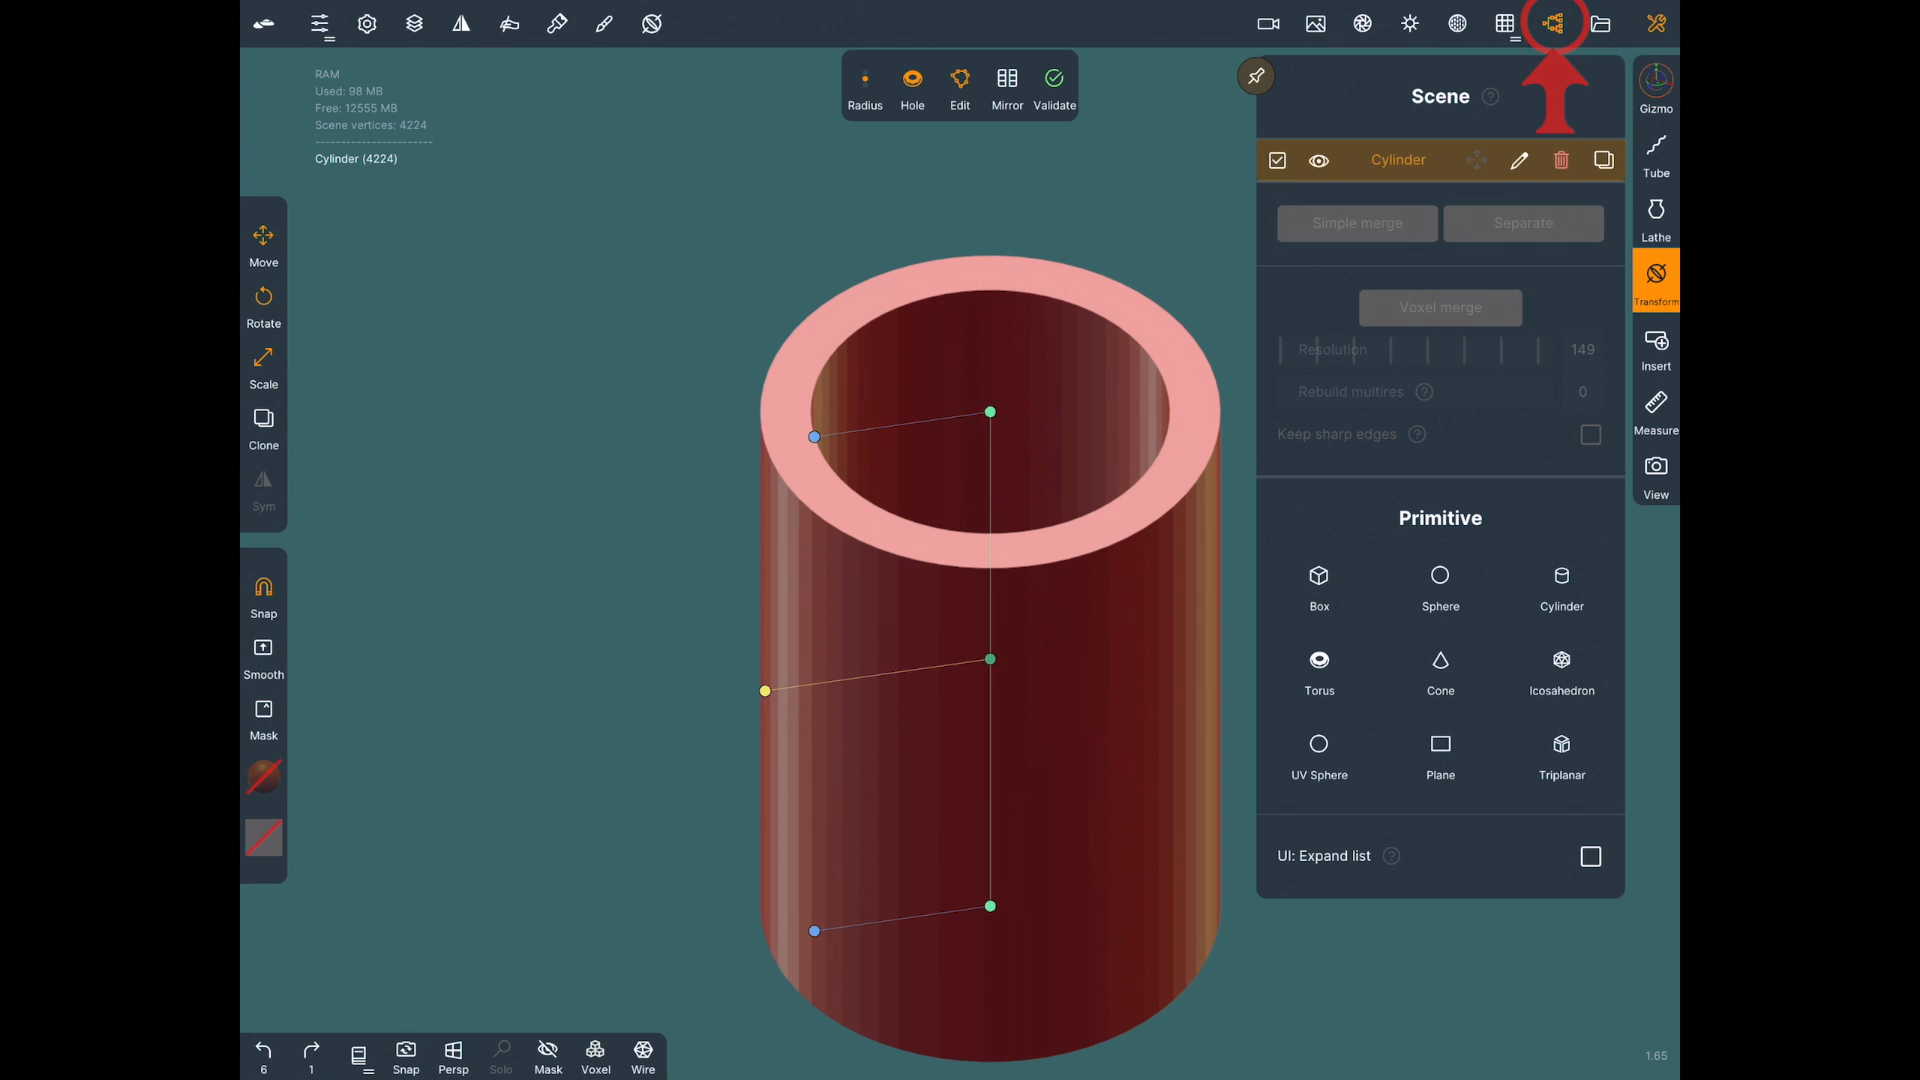 RAM
Used: 98 MB
Free: 12555 MB
Scene vertices: 4224
-----------------------
Cylinder (4224)
Radius
Hole
Edit
Mirror
Validate
Scene ?
Cylinder
Simple merge
Separate
Voxel merge
Resolution
149
Rebuild multires ?
0
Keep sharp edges ?
Primitive
Box
Sphere
Cylinder
Torus
Cone
Icosahedron
UV Sphere
Plane
Triplanar
UI: Expand list ?
Gizmo
Tube
Lathe
Transform
Insert
Measure
View
Move
Rotate
Scale
Clone
Sym
Snap
Smooth
Mask
6
1
Snap
Persp
Solo
Mask
Voxel
Wire
1.65